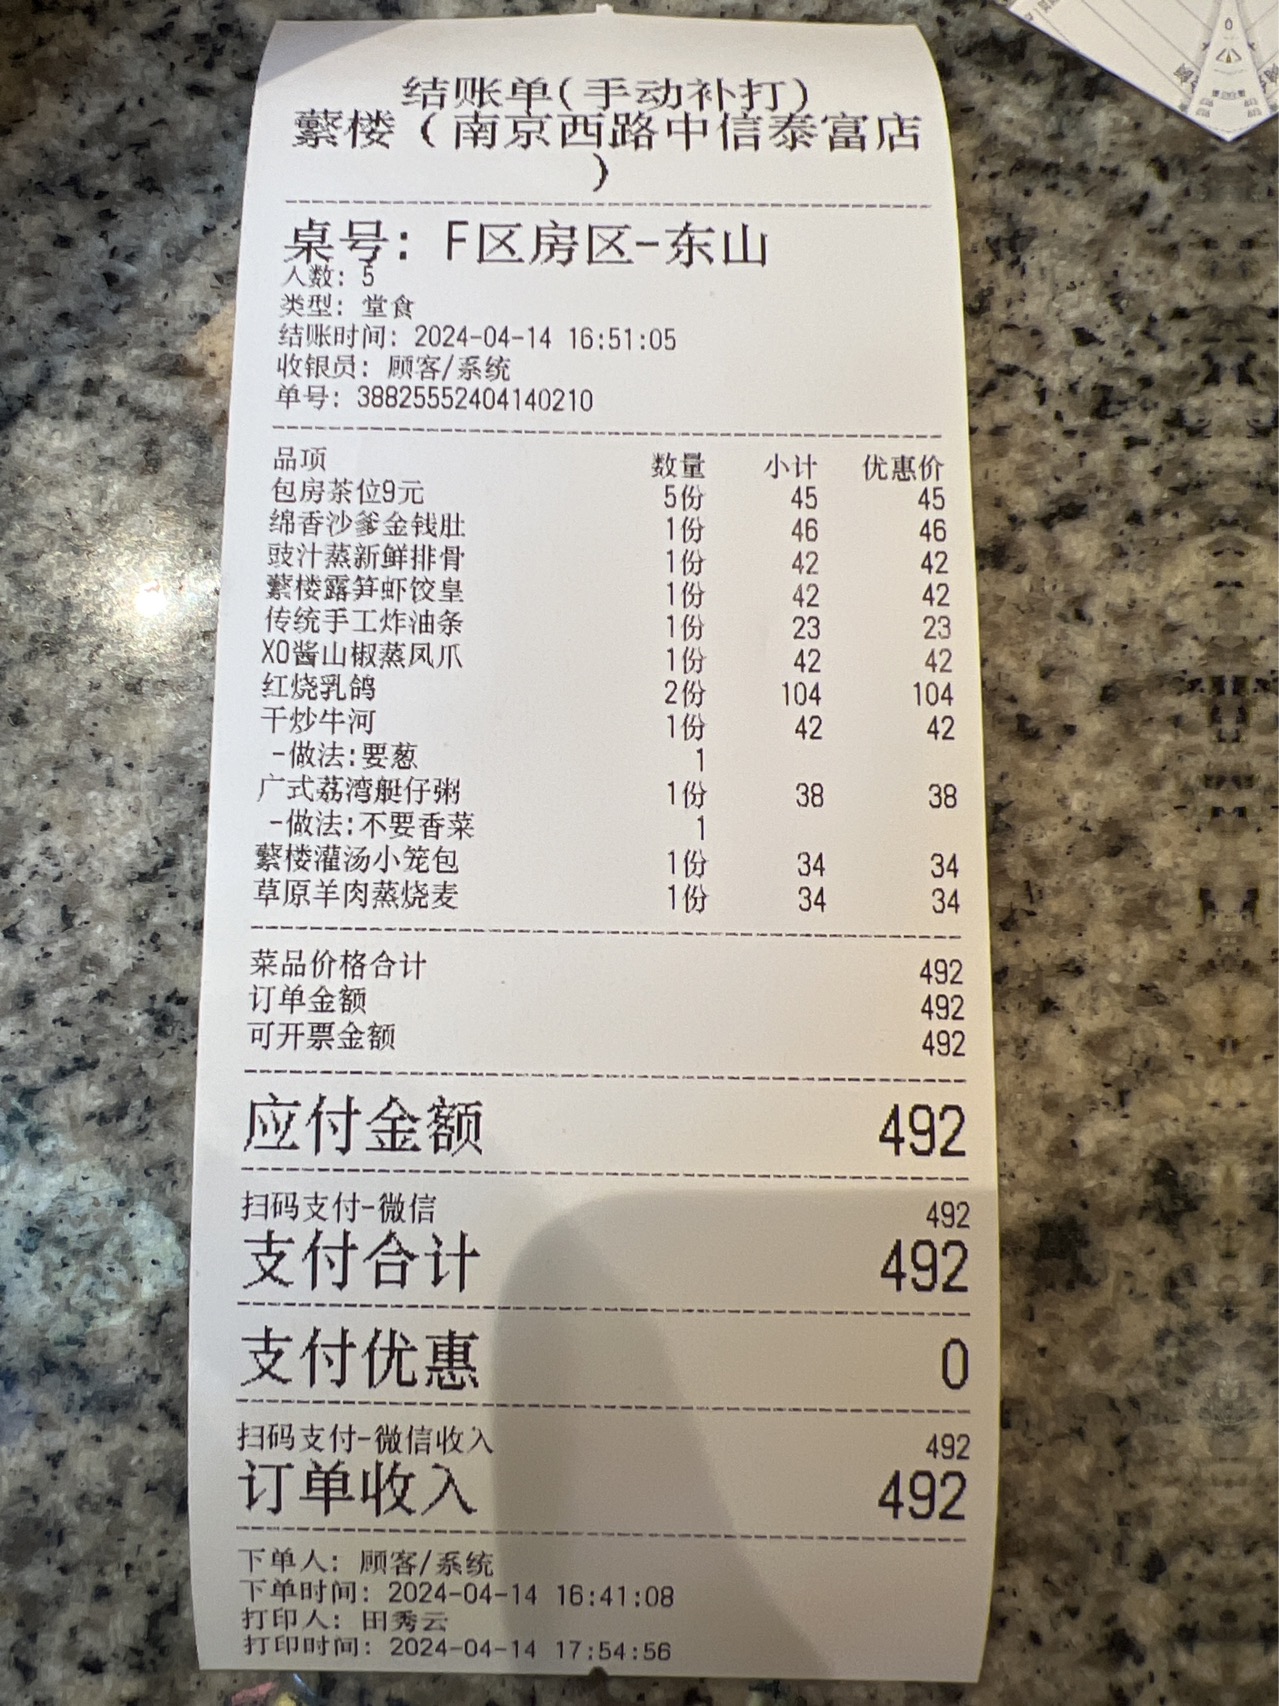 结账单(手动补打)
蘩楼（南京西路中信泰富店
）
桌号: F区房区-东山
人数: 5
类型: 堂食
结账时间: 2024-04-14 16:51:05
收银员: 顾客/系统
单号: 38825552404140210
品项 数量 小计 优惠价
包房茶位9元 5份 45 45
绵香沙爹金钱肚 1份 46 46
豉汁蒸新鲜排骨 1份 42 42
蘩楼露笋虾饺皇 1份 42 42
传统手工炸油条 1份 23 23
XO酱山椒蒸凤爪 1份 42 42
红烧乳鸽 2份 104 104
干炒牛河 1份 42 42
-做法:要葱 1
广式荔湾艇仔粥 1份 38 38
-做法:不要香菜 1
蘩楼灌汤小笼包 1份 34 34
草原羊肉蒸烧麦 1份 34 34
菜品价格合计 492
订单金额 492
可开票金额 492
应付金额 492
扫码支付-微信 492
支付合计 492
支付优惠 0
扫码支付-微信收入 492
订单收入 492
下单人: 顾客/系统
下单时间: 2024-04-14 16:41:08
打印人: 田秀云
打印时间: 2024-04-14 17:54:56